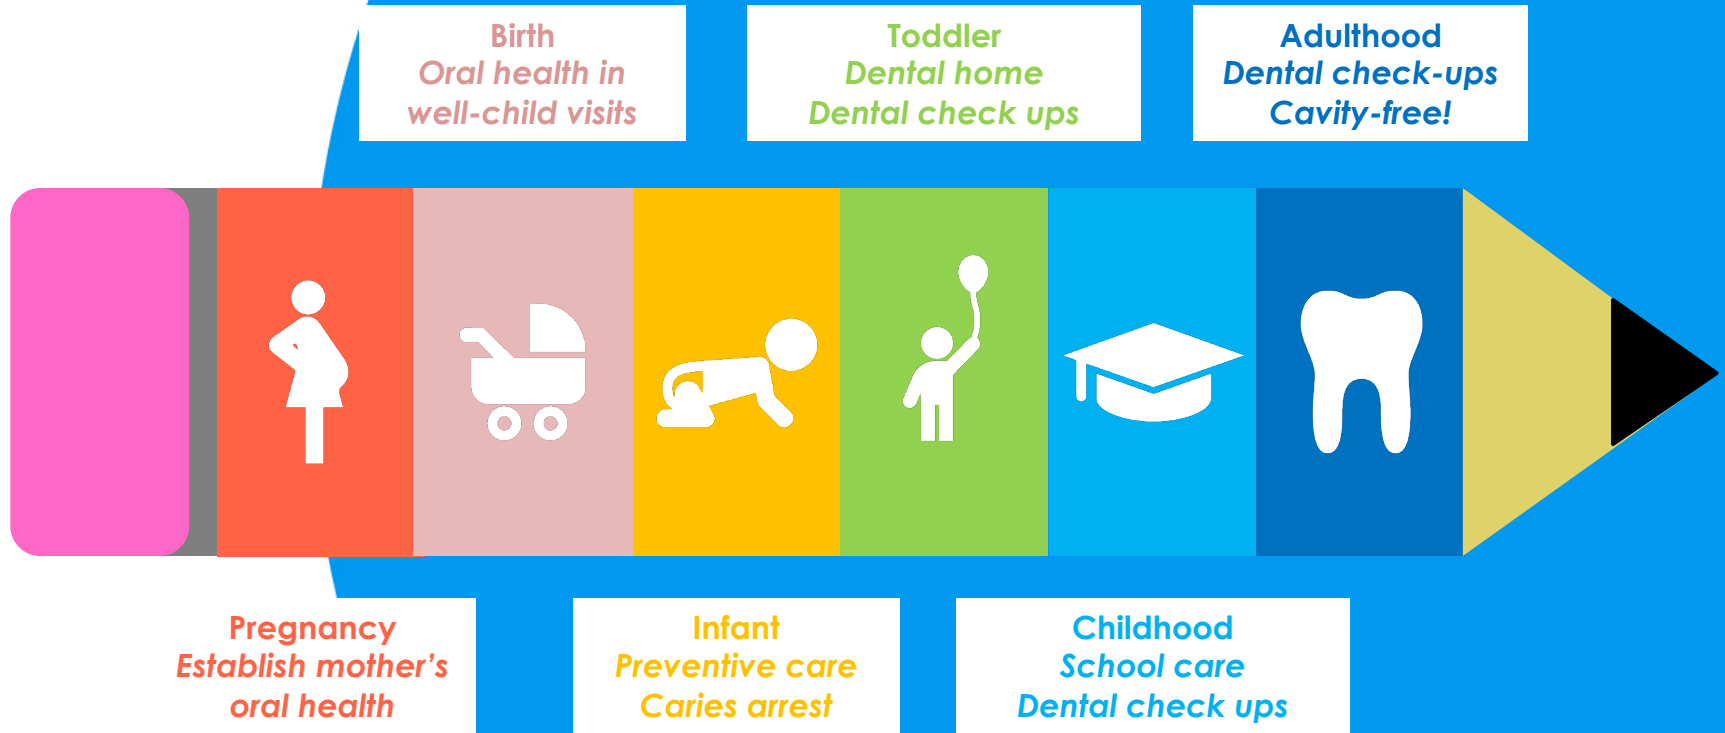 Birth
Oral health in
well-child visits
Toddler
Dental home
Dental check ups
Adulthood
Dental check-ups
Cavity-free!
Pregnancy
Establish mother's
oral health
Infant
Preventive care
Caries arrest
Childhood
School care
Dental check ups